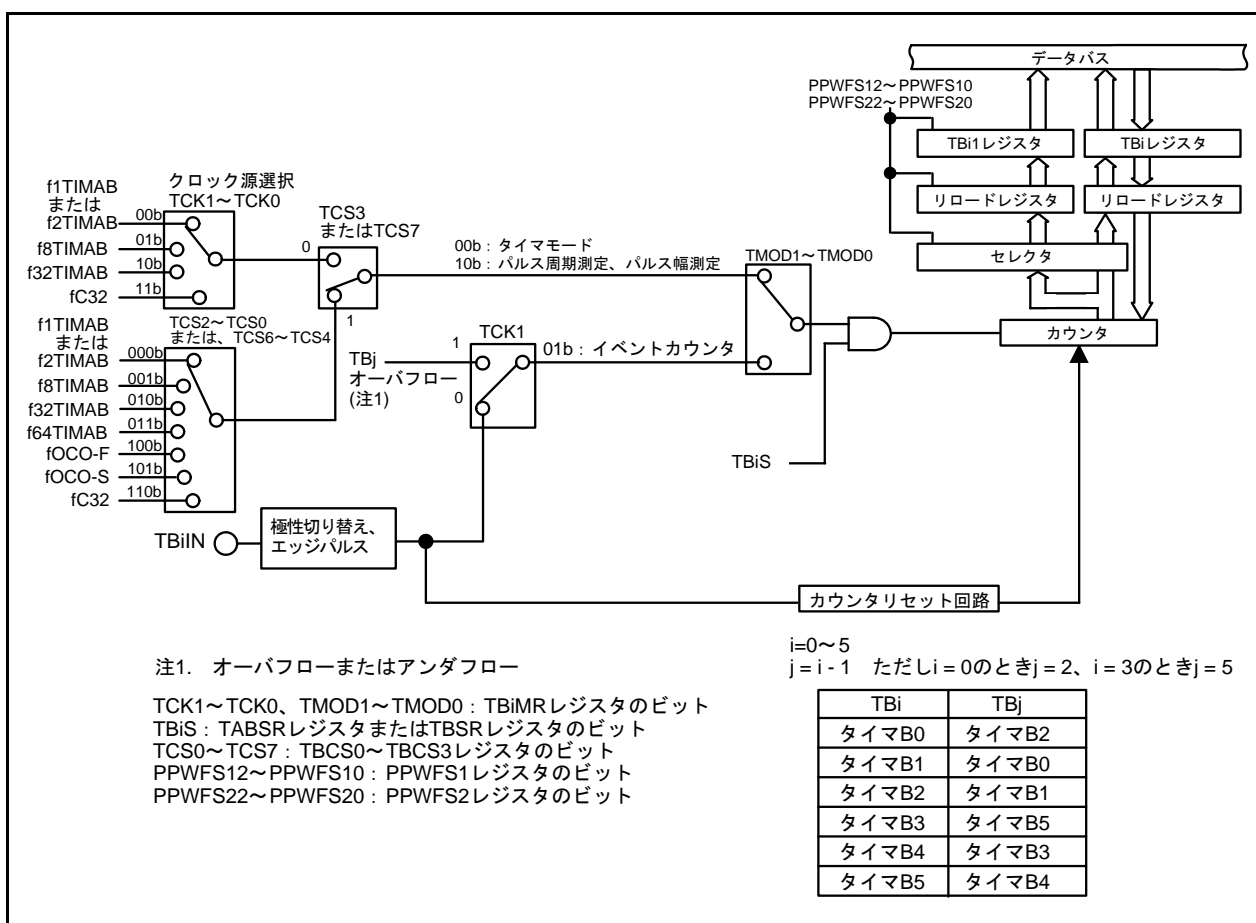 データバス
PPWFS12～PPWFS10
PPWFS22～PPWFS20
TBi1レジスタ
TBiレジスタ
リロードレジスタ
リロードレジスタ
セレクタ
カウンタ
f1TIMAB
または
f2TIMAB
f8TIMAB
f32TIMAB
fC32
00b
01b
10b
11b
クロック源選択
TCK1～TCK0
TCS3
またはTCS7
0
1
00b：タイマモード
10b：パルス周期測定、パルス幅測定
TMOD1～TMOD0
f1TIMAB
または
f2TIMAB
f8TIMAB
f32TIMAB
f64TIMAB
fOCO-F
fOCO-S
fC32
000b
001b
010b
011b
100b
101b
110b
TCS2～TCS0
または、TCS6～TCS4
TCK1
TBj
オーバフロー
(注1)
1
0
01b：イベントカウンタ
TBiS
TBiIN
極性切り替え、
エッジパルス
カウンタリセット回路
注1. オーバフローまたはアンダフロー
TCK1～TCK0、TMOD1～TMOD0：TBiMRレジスタのビット
TBiS：TABSRレジスタまたはTBSRレジスタのビット
TCS0～TCS7：TBCS0～TBCS3レジスタのビット
PPWFS12～PPWFS10：PPWFS1レジスタのビット
PPWFS22～PPWFS20：PPWFS2レジスタのビット
i=0～5
j = i - 1 ただしi = 0のときj = 2、i = 3のときj = 5
TBi TBj
タイマB0 タイマB2
タイマB1 タイマB0
タイマB2 タイマB1
タイマB3 タイマB5
タイマB4 タイマB3
タイマB5 タイマB4